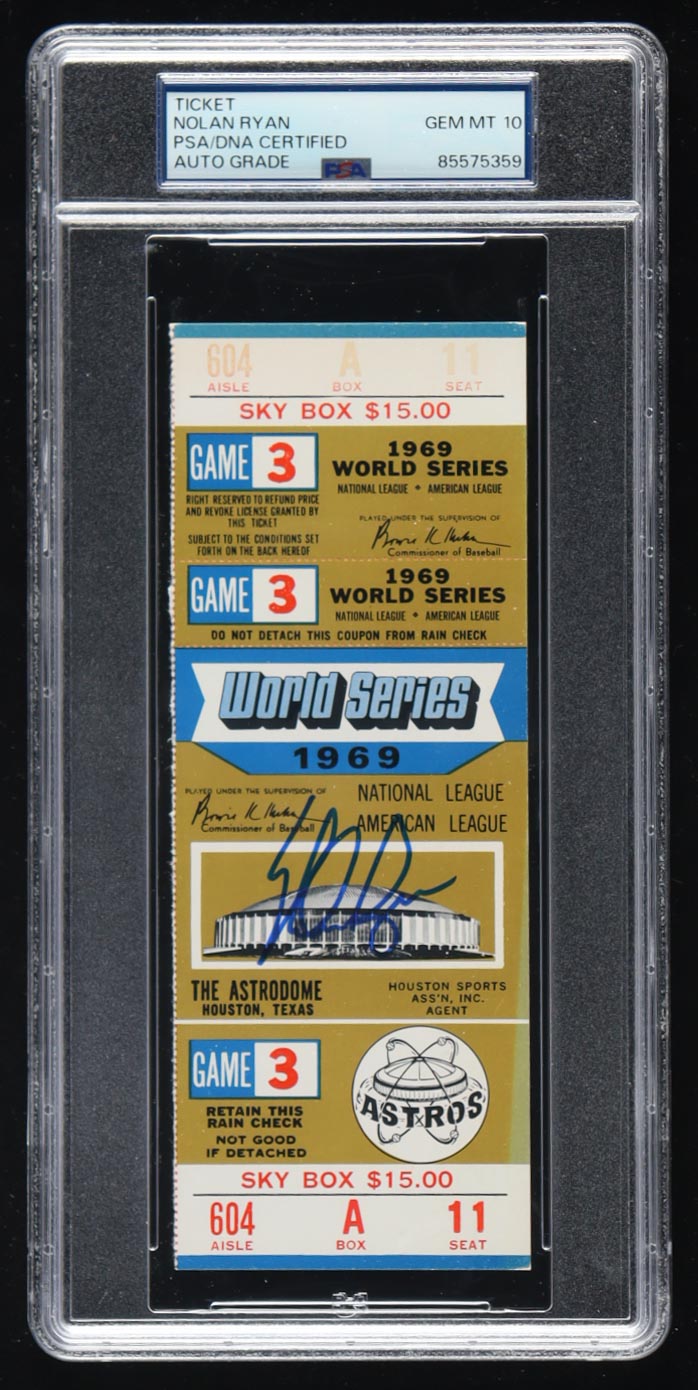 TICKET
NOLAN RYAN GEM MT 10
PSA/DNA CERTIFIED
AUTO GRADE PSA 85575359
604 A 11
AISLE BOX SEAT
SKY BOX $15.00
GAME 3
1969
WORLD SERIES
NATIONAL LEAGUE • AMERICAN LEAGUE
RIGHT RESERVED TO REFUND PRICE
AND REVOKE LICENSE GRANTED BY
THIS TICKET
SUBJECT TO THE CONDITIONS SET
FORTH ON THE BACK HEREOF
PLAYED UNDER THE SUPERVISION OF
Bowie K Kuhn
Commissioner of Baseball
GAME 3
1969
WORLD SERIES
NATIONAL LEAGUE • AMERICAN LEAGUE
DO NOT DETACH THIS COUPON FROM RAIN CHECK
World Series
1969
PLAYED UNDER THE SUPERVISION OF
Bowie K Kuhn
Commissioner of Baseball
NATIONAL LEAGUE
AMERICAN LEAGUE
Nolan Ryan
THE ASTRODOME
HOUSTON, TEXAS
HOUSTON SPORTS
ASS'N, INC.
AGENT
GAME 3
RETAIN THIS
RAIN CHECK
NOT GOOD
IF DETACHED
ASTROS
SKY BOX $15.00
604 A 11
AISLE BOX SEAT